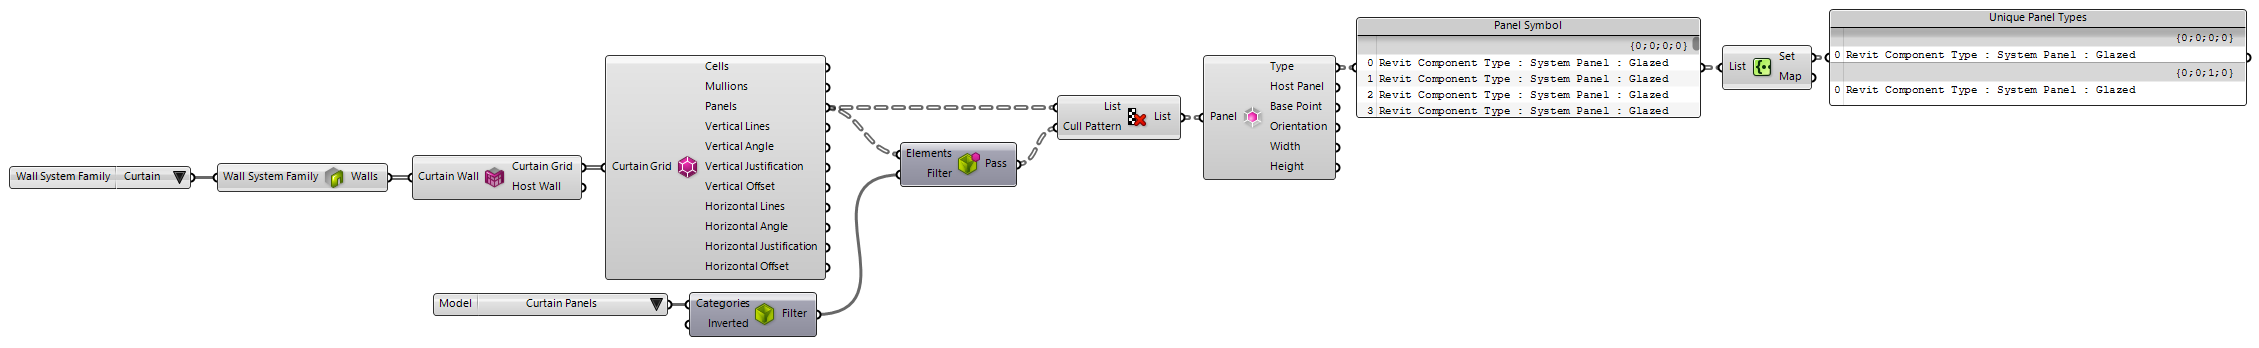 Wall System Family Curtain
Wall System Family Walls
Curtain Wall
Curtain Grid
Host Wall
Curtain Grid
Cells
Mullions
Panels
Vertical Lines
Vertical Angle
Vertical Justification
Vertical Offset
Horizontal Lines
Horizontal Angle
Horizontal Justification
Horizontal Offset
Model Curtain Panels
Categories
Inverted
Filter
Elements
Filter
Pass
List
Cull Pattern
List
Panel
Type
Host Panel
Base Point
Orientation
Width
Height
Panel Symbol
{0;0;0;0}
0 Revit Component Type : System Panel : Glazed
1 Revit Component Type : System Panel : Glazed
2 Revit Component Type : System Panel : Glazed
3 Revit Component Type : System Panel : Glazed
List
Set
Map
Unique Panel Types
{0;0;0;0}
0 Revit Component Type : System Panel : Glazed
{0;0;1;0}
0 Revit Component Type : System Panel : Glazed